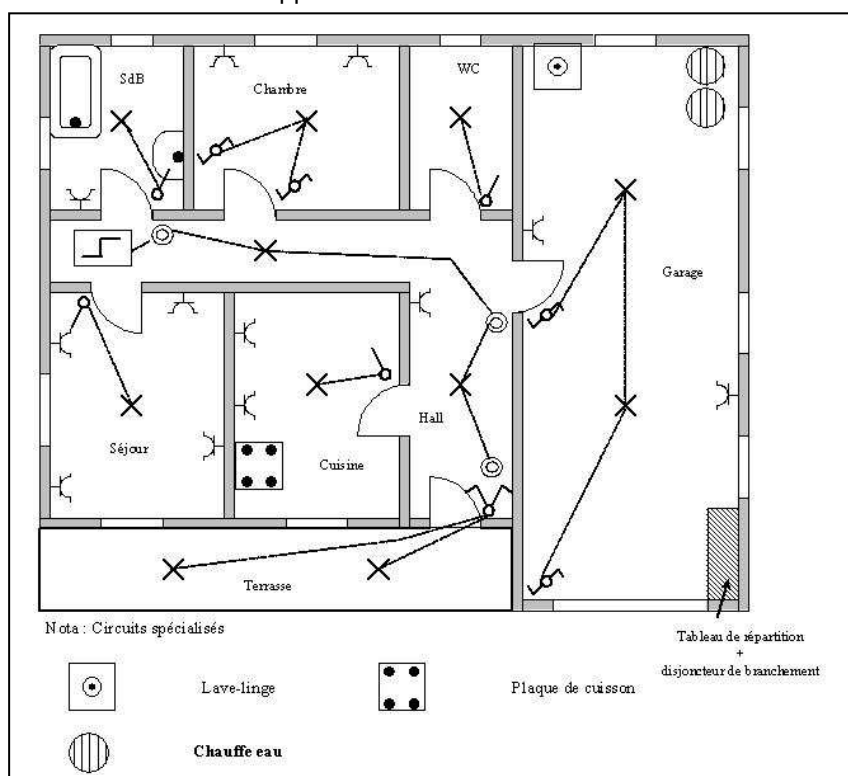 SdB
Chambre
WC
Garage
Séjour
Cuisine
Hall
Terrasse
Nota : Circuits spécialisés
Tableau de répartition
+
disjoncteur de branchement
Lave-linge
Plaque de cuisson
Chauffe eau